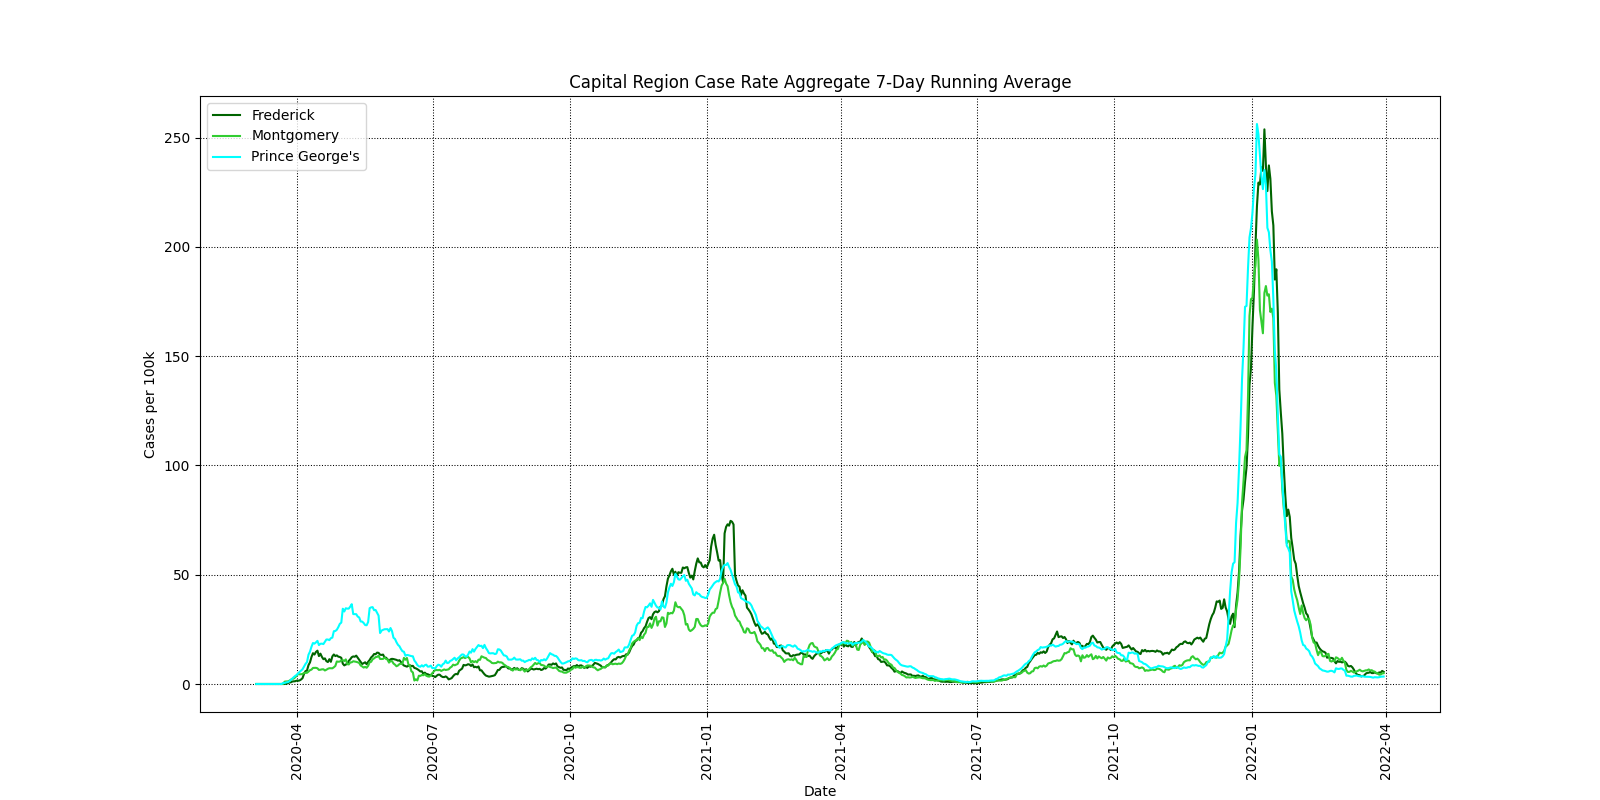 Capital Region Case Rate Aggregate 7-Day Running Average
Frederick
Montgomery
Prince George's
250
200
150
100
50
0
Cases per 100k
2020-04
2020-07
2020-10
2021-01
2021-04
2021-07
2021-10
2022-01
2022-04
Date